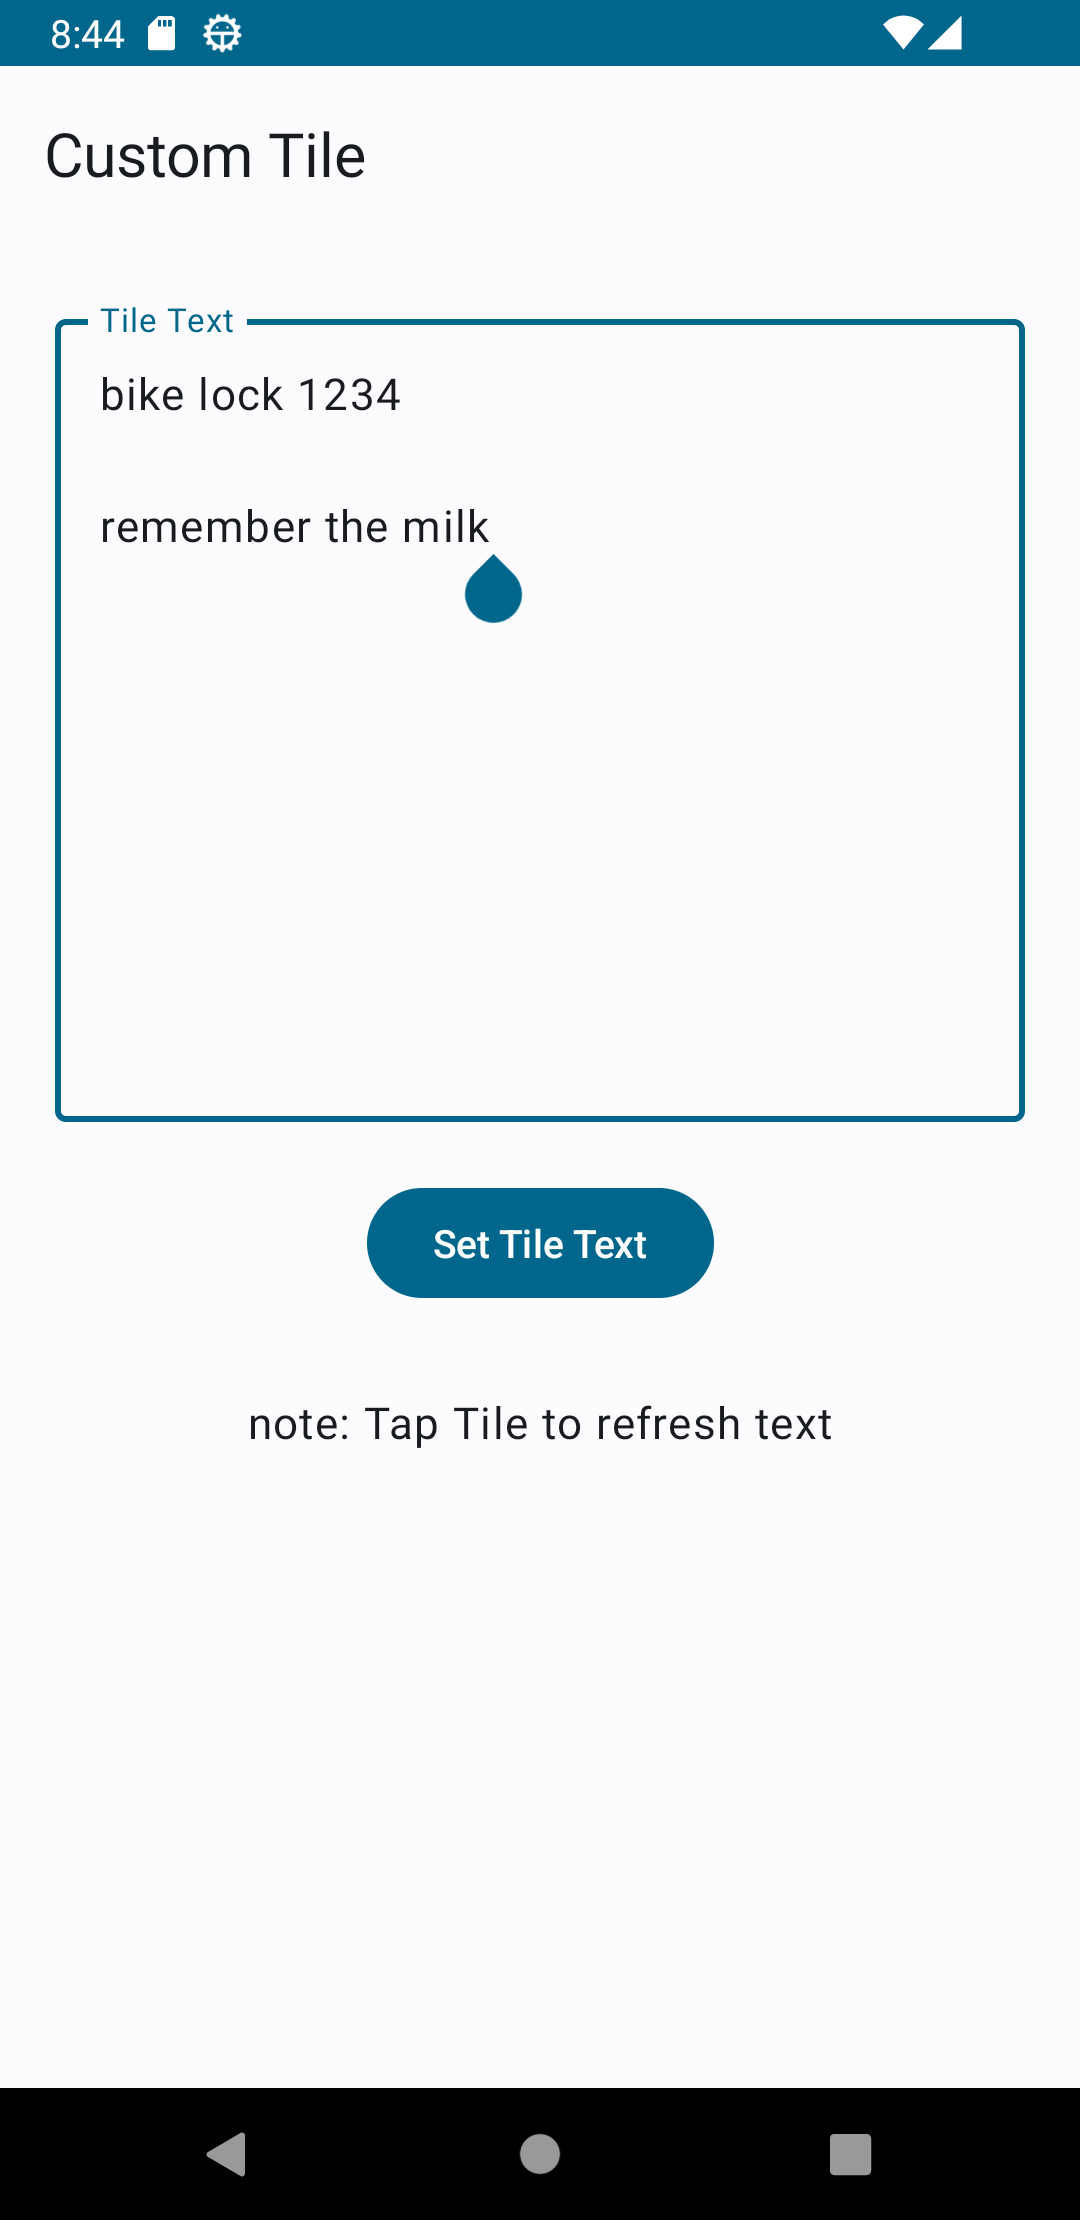 8:44
Custom Tile
Tile Text
bike lock 1234
remember the milk
Set Tile Text
note: Tap Tile to refresh text